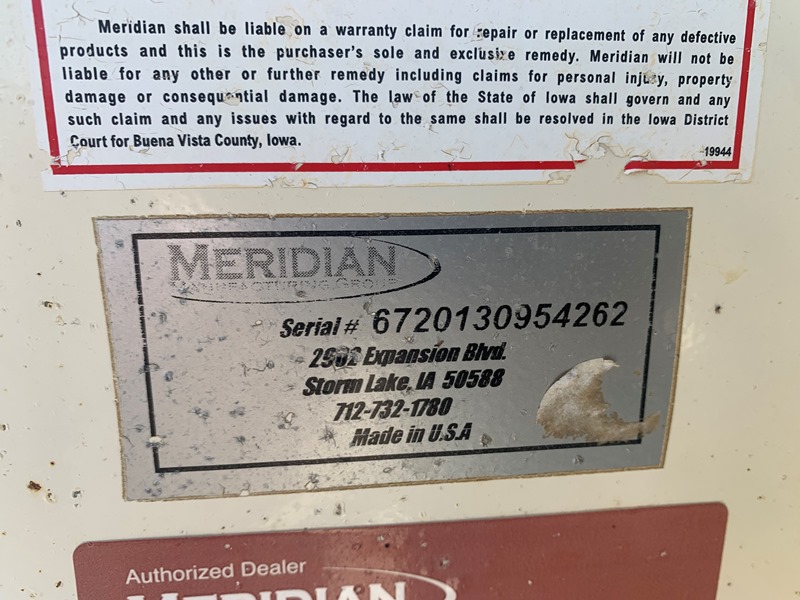 Meridian shall be liable on a warranty claim for repair or replacement of any defective
products and this is the purchaser's sole and exclusive remedy. Meridian will not be
liable for any other or further remedy including claims for personal injury, property
damage or consequential damage. The law of the State of Iowa shall govern and any
such claim and any issues with regard to the same shall be resolved in the Iowa District
Court for Buena Vista County, Iowa.
19944
MERIDIAN
MANUFACTURING GROUP
Serial # 6720130954262
2902 Expansion Blvd.
Storm Lake, IA 50588
712-732-1780
Made in U.S.A
Authorized Dealer
MERIDIAN